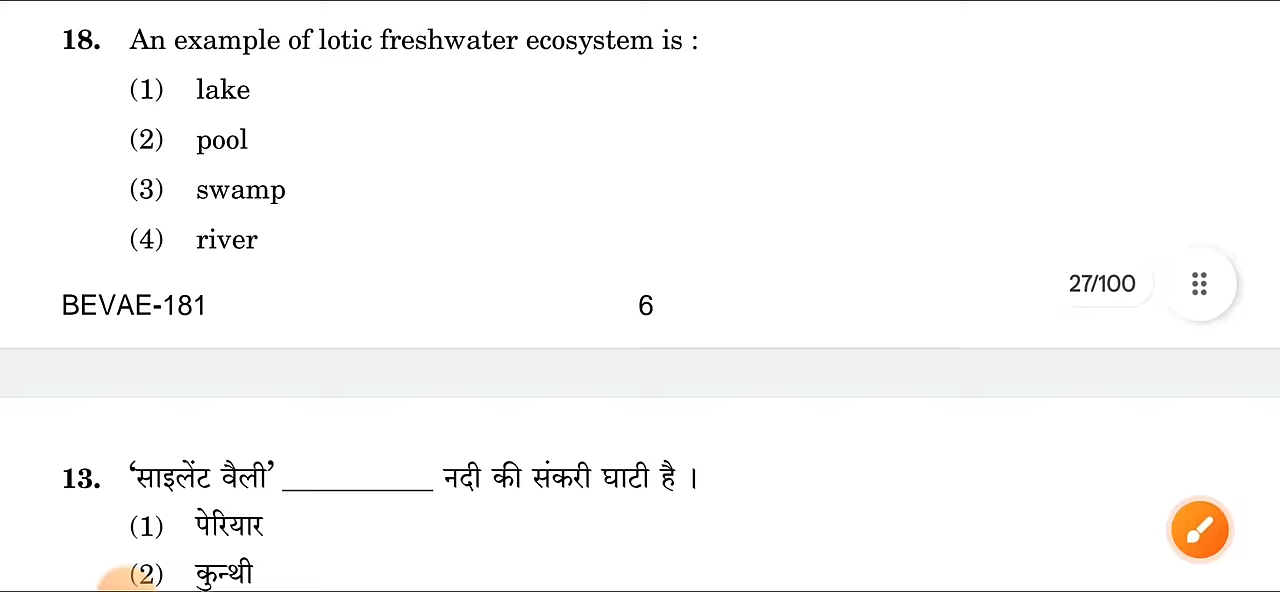 18. An example of lotic freshwater ecosystem is :
(1) lake
(2) pool
(3) swamp
(4) river
27/100
BEVAE-181 6
13. ‘साइलेंट वैली’ __________ नदी की संकरी घाटी है ।
(1) पेरियार
(2) कुन्थी